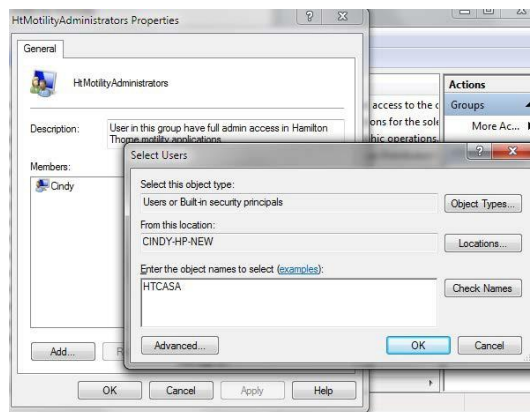 HtMotilityAdministrators Properties
General
HtMotilityAdministrators
Description:
User in this group have full admin access in Hamilton
Thorne motility applications.
Members:
Cindy
Add...
OK
Cancel
Apply
Help
access to the c
ons for the sole
hic operations
Actions
Groups
More Ac...
Select Users
Select this object type:
Users or Built-in security principals
Object Types...
From this location:
CINDY-HP-NEW
Locations...
Enter the object names to select (examples):
HTCASA
Check Names
Advanced...
OK
Cancel